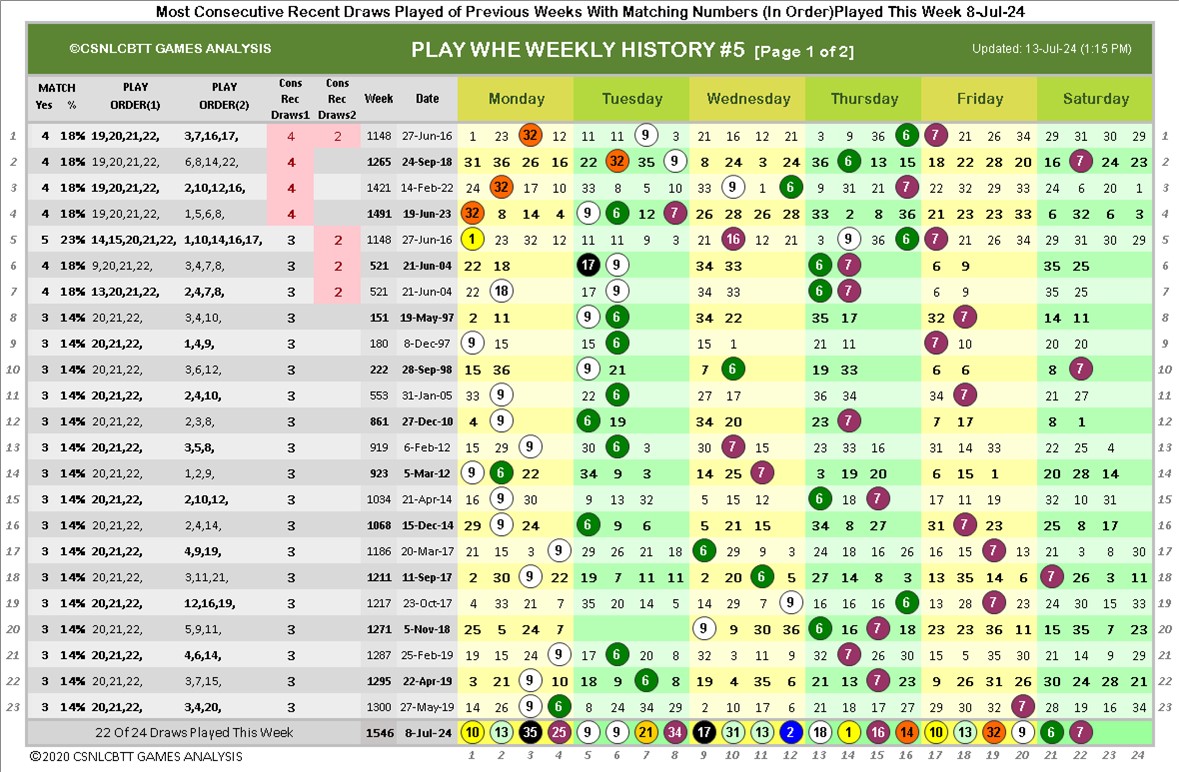 Most Consecutive Recent Draws Played of Previous Weeks With Matching Numbers (In Order)Played This Week 8-Jul-24
©CSNLCBTT GAMES ANALYSIS PLAY WHE WEEKLY HISTORY #5 [Page 1 of 2] Updated: 13-Jul-24 (1:15 PM)
MATCH PLAY PLAY Cons Cons
Yes % ORDER(1) ORDER(2) Rec Rec Week Date Monday Tuesday Wednesday Thursday Friday Saturday
Draws1 Draws2
1 4 18% 19,20,21,22, 3,7,16,17, 4 2 1148 27-Jun-16 1 23 32 12 11 11 9 3 21 16 12 21 3 9 36 6 7 21 26 34 29 31 30 29 1
2 4 18% 19,20,21,22, 6,8,14,22, 4 1265 24-Sep-18 31 36 26 16 22 32 35 9 8 24 3 24 36 6 13 15 18 22 28 20 16 7 24 23 2
3 4 18% 19,20,21,22, 2,10,12,16, 4 1421 14-Feb-22 24 32 17 10 33 8 5 10 33 9 1 6 9 31 21 7 22 32 29 33 24 6 20 1 3
4 4 18% 19,20,21,22, 1,5,6,8, 4 1491 19-Jun-23 32 8 14 4 9 6 12 7 26 28 26 28 33 2 8 36 21 23 23 33 6 32 6 3 4
5 5 23% 14,15,20,21,22, 1,10,14,16,17, 3 2 1148 27-Jun-16 1 23 32 12 11 11 9 3 21 16 12 21 3 9 36 6 7 21 26 34 29 31 30 29 5
6 4 18% 9,20,21,22, 3,4,7,8, 3 2 521 21-Jun-04 22 18 17 9 34 33 6 7 6 9 35 25 6
7 4 18% 13,20,21,22, 2,4,7,8, 3 2 521 21-Jun-04 22 18 17 9 34 33 6 7 6 9 35 25 7
8 3 14% 20,21,22, 3,4,10, 3 151 19-May-97 2 11 9 6 34 22 35 17 32 7 14 11 8
9 3 14% 20,21,22, 1,4,9, 3 180 8-Dec-97 9 15 15 6 15 1 21 11 7 10 20 20 9
10 3 14% 20,21,22, 3,6,12, 3 222 28-Sep-98 15 36 9 21 7 6 19 33 6 6 8 7 10
11 3 14% 20,21,22, 2,4,10, 3 553 31-Jan-05 33 9 22 6 27 17 36 34 34 7 21 27 11
12 3 14% 20,21,22, 2,3,8, 3 861 27-Dec-10 4 9 6 19 34 20 23 7 7 17 8 1 12
13 3 14% 20,21,22, 3,5,8, 3 919 6-Feb-12 15 29 9 30 6 3 30 7 15 23 33 16 31 14 33 22 25 4 13
14 3 14% 20,21,22, 1,2,9, 3 923 5-Mar-12 9 6 22 34 9 3 14 25 7 3 19 20 6 15 1 20 28 14 14
15 3 14% 20,21,22, 2,10,12, 3 1034 21-Apr-14 16 9 30 9 13 32 5 15 12 6 18 7 17 11 19 32 10 31 15
16 3 14% 20,21,22, 2,4,14, 3 1068 15-Dec-14 29 9 24 6 9 6 5 21 15 34 8 27 31 7 23 25 8 17 16
17 3 14% 20,21,22, 4,9,19, 3 1186 20-Mar-17 21 15 3 9 29 26 21 18 6 29 9 3 24 18 16 26 16 15 7 13 21 3 8 30 17
18 3 14% 20,21,22, 3,11,21, 3 1211 11-Sep-17 2 30 9 22 19 7 11 11 2 20 6 5 27 14 8 3 13 35 14 6 7 26 3 11 18
19 3 14% 20,21,22, 12,16,19, 3 1217 23-Oct-17 4 33 21 7 35 20 14 5 14 29 7 9 16 16 16 6 13 28 7 23 24 30 15 33 19
20 3 14% 20,21,22, 5,9,11, 3 1271 5-Nov-18 25 5 24 7 9 9 30 36 6 16 7 18 23 23 36 11 15 35 7 23 20
21 3 14% 20,21,22, 4,6,14, 3 1287 25-Feb-19 19 15 24 9 17 6 20 8 32 3 11 9 32 7 26 30 15 5 35 30 21 14 9 29 21
22 3 14% 20,21,22, 3,7,15, 3 1295 22-Apr-19 3 21 9 10 18 9 6 8 19 4 35 6 21 13 7 23 9 26 31 26 30 24 28 21 22
23 3 14% 20,21,22, 3,4,20, 3 1300 27-May-19 14 26 9 6 8 24 34 29 2 10 17 6 21 18 17 17 29 30 32 7 28 19 16 34 23
22 Of 24 Draws Played This Week 1546 8-Jul-24 10 13 35 25 9 9 21 34 17 31 13 2 18 1 16 14 10 13 32 9 6 7
©2020 CSNLCBTT GAMES ANALYSIS 1 2 3 4 5 6 7 8 9 10 11 12 13 14 15 16 17 18 19 20 21 22 23 24